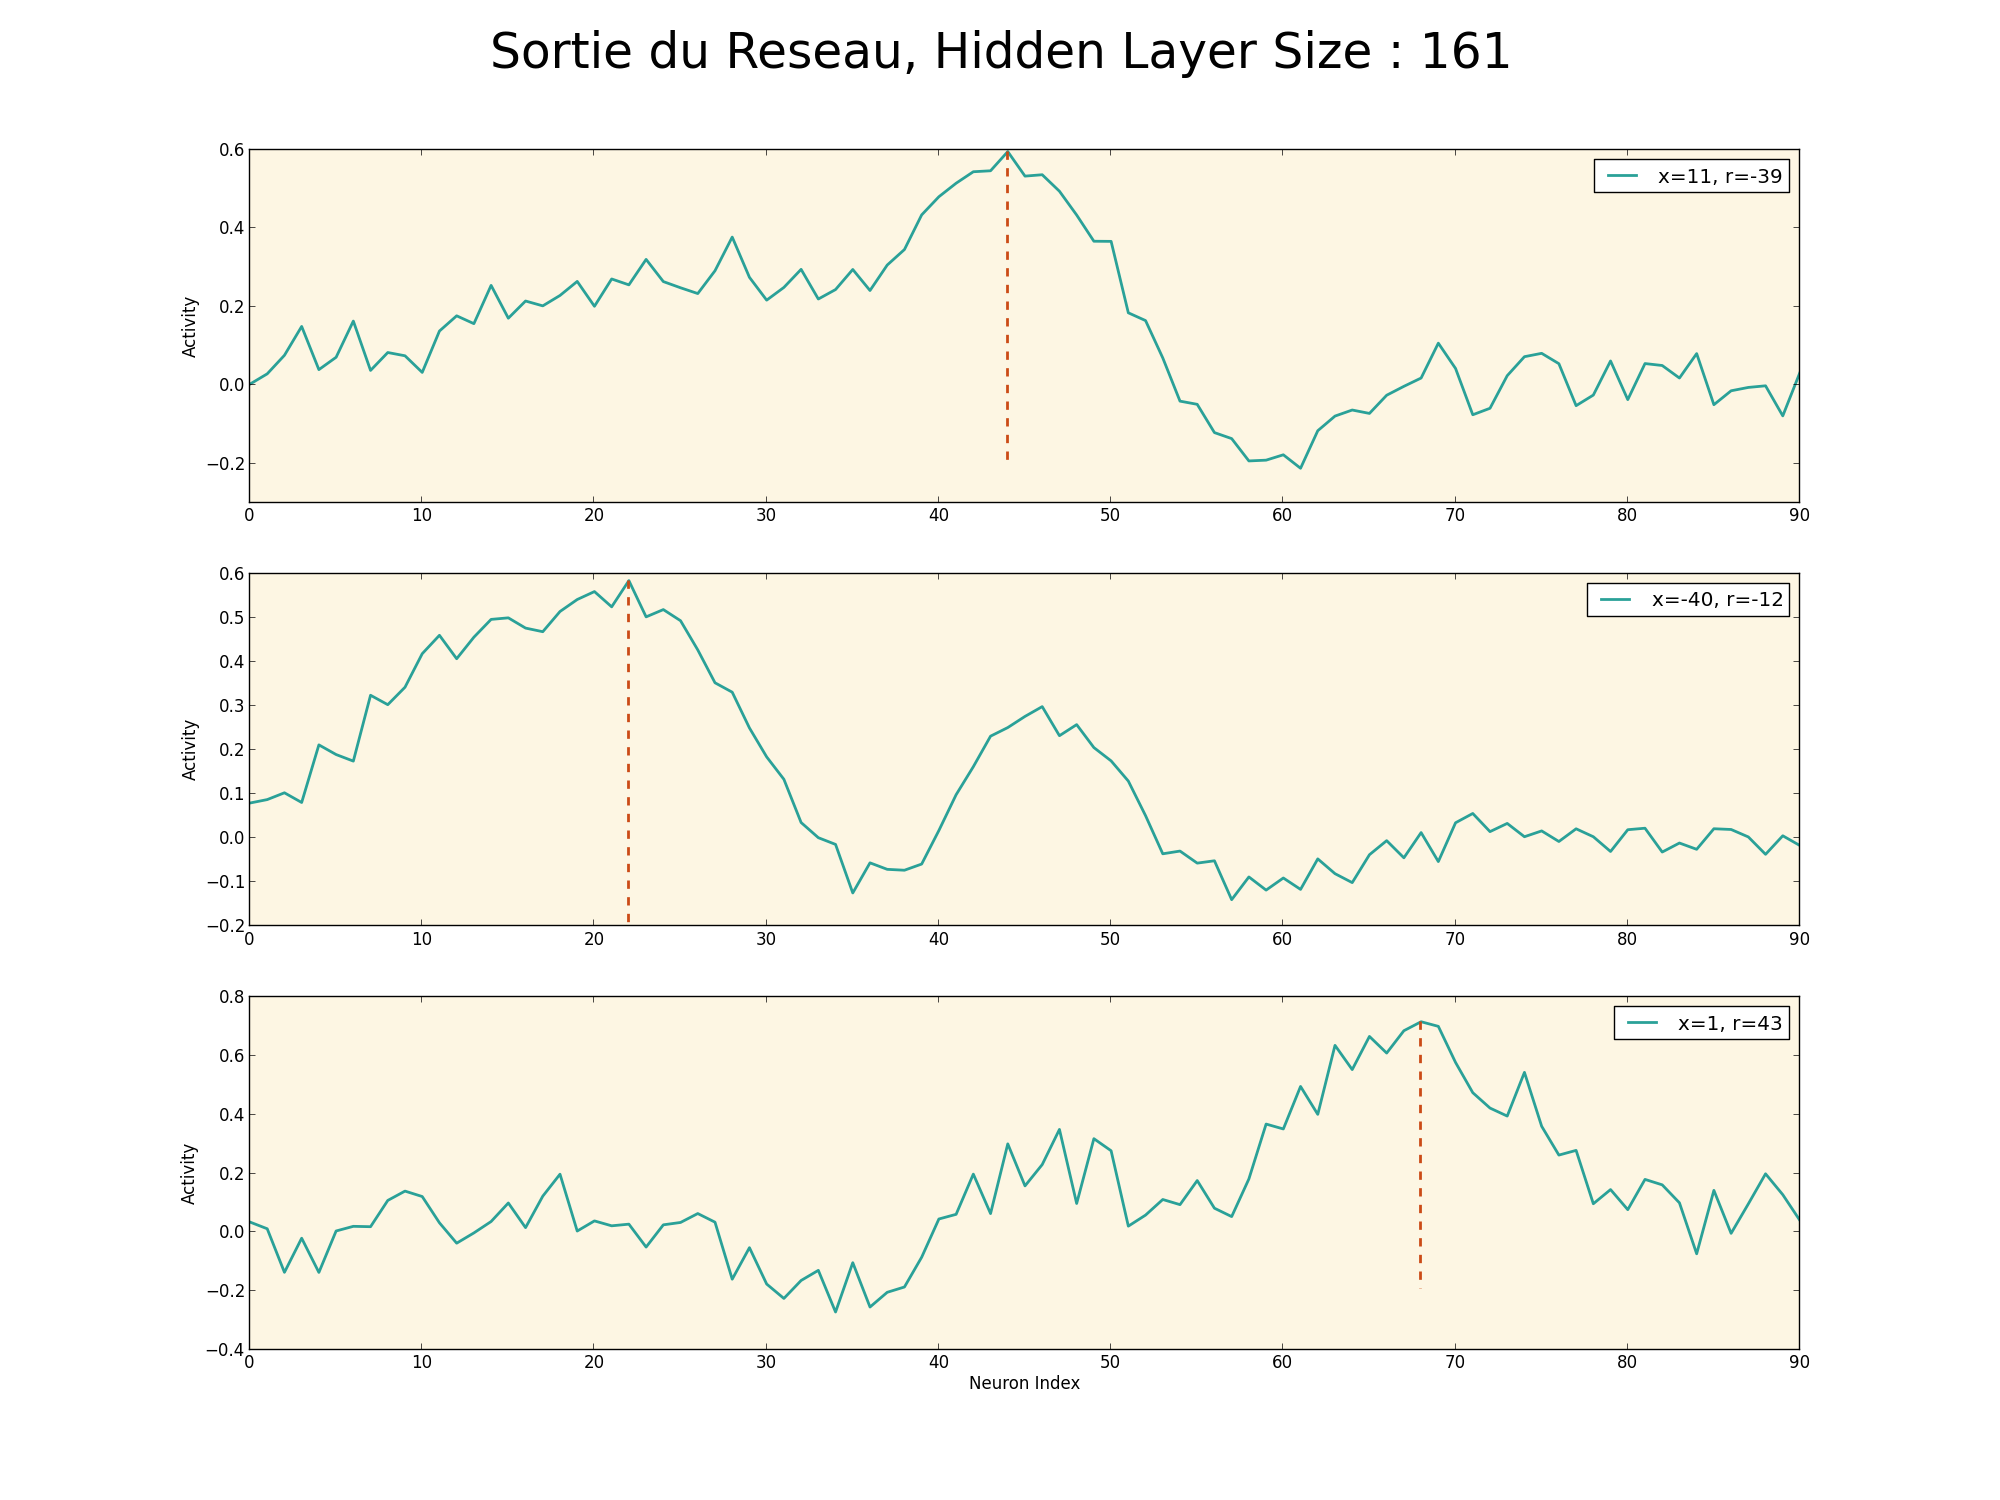 Sortie du Reseau, Hidden Layer Size : 161
0.6
0.4
0.2
0.0
−0.2
Activity
x=11, r=-39
0 10 20 30 40 50 60 70 80 90
0.6
0.5
0.4
0.3
0.2
0.1
0.0
−0.1
−0.2
Activity
x=-40, r=-12
0 10 20 30 40 50 60 70 80 90
0.8
0.6
0.4
0.2
0.0
−0.2
−0.4
Activity
x=1, r=43
0 10 20 30 40 50 60 70 80 90
Neuron Index